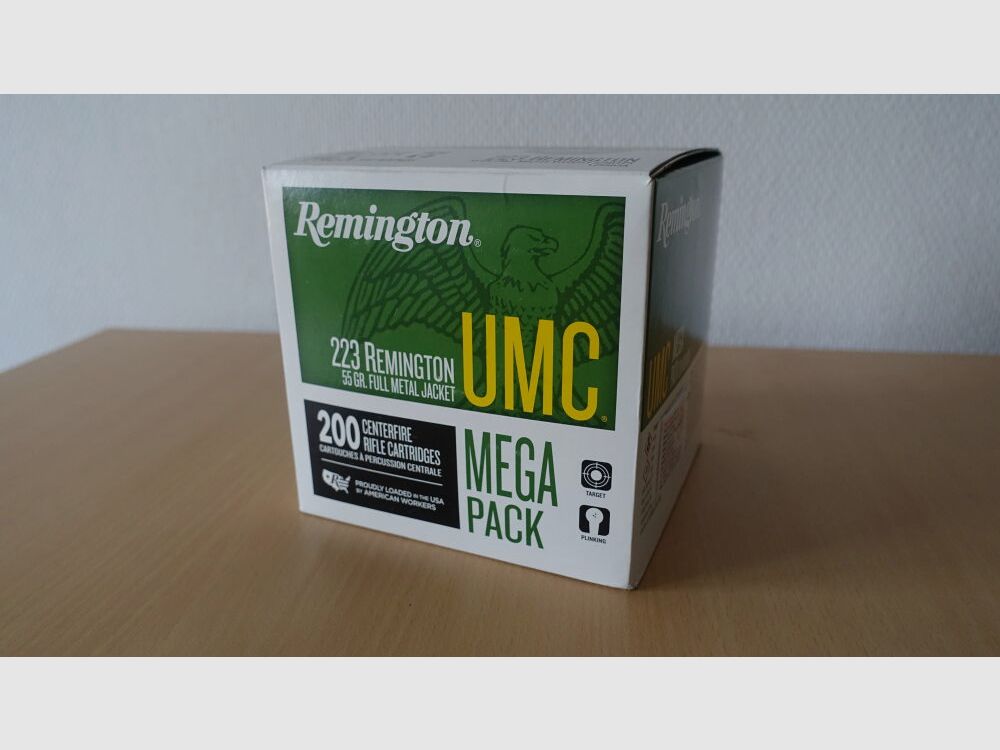 Remington®
223 REMINGTON
55 GR. FULL METAL JACKET
UMC®
200 CENTERFIRE
RIFLE CARTRIDGES
CARTOUCHES À PERCUSSION CENTRALE
PROUDLY LOADED IN THE USA
BY AMERICAN WORKERS
MEGA
PACK
TARGET
PLINKING
Remington
UMC